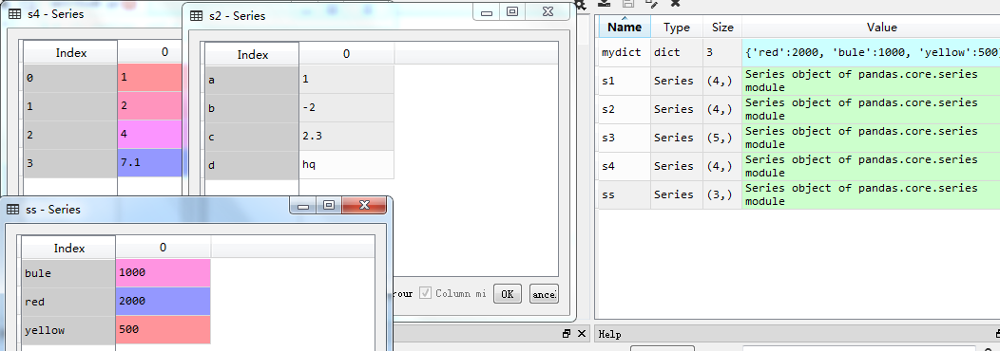 s4 - Series
Index 0
0 1
1 2
2 4
3 7.1
s2 - Series
Index 0
a 1
b -2
c 2.3
d hq
Column mi OK
ss - Series
Index 0
bule 1000
red 2000
yellow 500
Name Type Size Value
mydict dict 3 {'red':2000, 'bule':1000, 'yellow':500}
s1 Series (4,) Series object of pandas.core.series
module
s2 Series (4,) Series object of pandas.core.series
module
s3 Series (5,) Series object of pandas.core.series
module
s4 Series (4,) Series object of pandas.core.series
module
ss Series (3,) Series object of pandas.core.series
module
Help